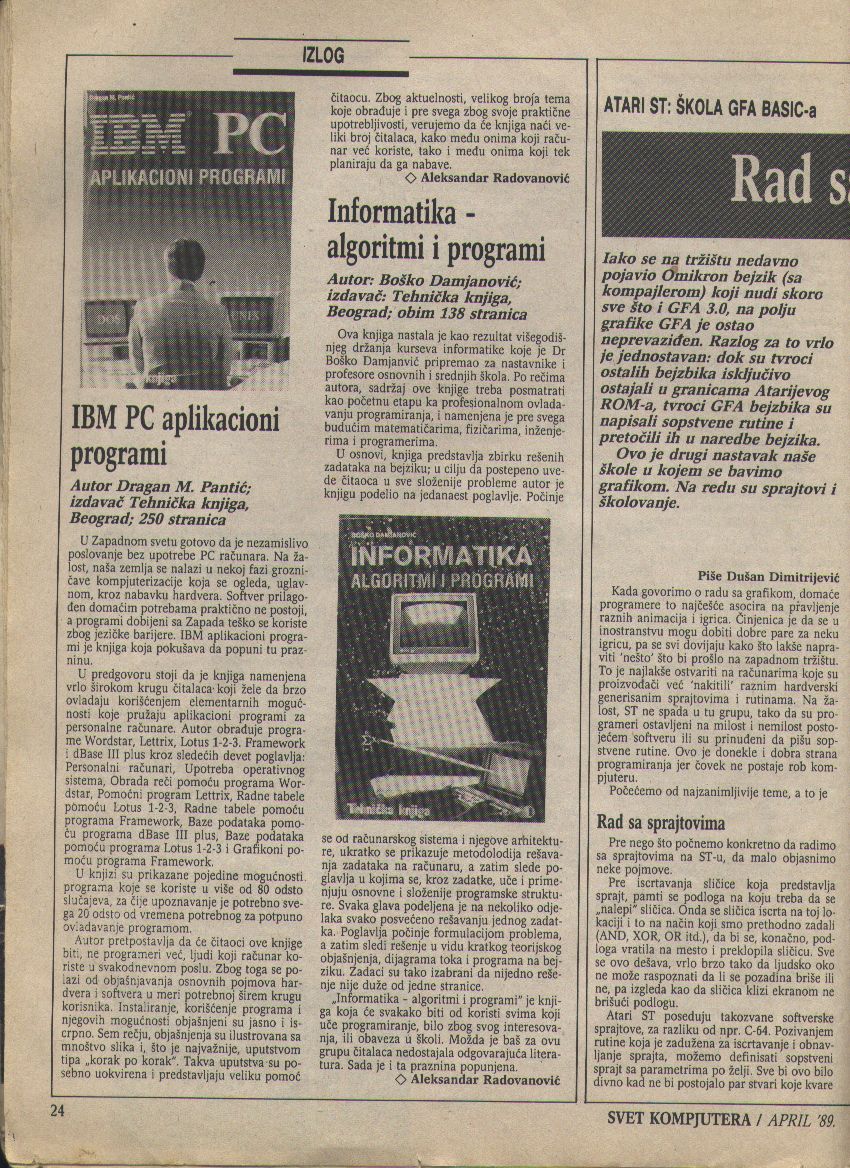 IZLOG
Dragan M. Pantić
IBM PC
APLIKACIONI PROGRAMI
DOS
UNIX
knjiga
IBM PC aplikacioni
programi
Autor Dragan M. Pantić;
izdavač Tehnička knjiga,
Beograd; 250 stranica
U Zapadnom svetu gotovo da je nezamislivo
poslovanje bez upotrebe PC računara. Na ža-
lost, naša zemlja se nalazi u nekoj fazi grozni-
čave kompjuterizacije koja se ogleda, uglav-
nom, kroz nabavku hardvera. Softver prilago-
đen domaćim potrebama praktično ne postoji,
a programi dobijeni sa Zapada teško se koriste
zbog jezičke barijere. IBM aplikacioni progra-
mi je knjiga koja pokušava da popuni tu praz-
ninu.
U predgovoru stoji da je knjiga namenjena
vrlo širokom krugu čitalaca koji žele da brzo
ovladaju korišćenjem elementarnih moguć-
nosti koje pružaju aplikacioni programi za
personalne računare. Autor obrađuje progra-
me Wordstar, Lettrix, Lotus 1-2-3. Framework
i dBase III plus kroz sledećih devet poglavlja:
Personalni računari, Upotreba operativnog
sistema, Obrada reči pomoću programa Wor-
dstar, Pomoćni program Lettrix, Radne tabele
pomoću Lotus 1-2-3, Radne tabele pomoću
programa Framework, Baze podataka pomo-
ću programa dBase III plus, Baze podataka
pomoću programa Lotus 1-2-3 i Grafikoni po-
moću programa Framework.
U knjizi su prikazane pojedine mogućnosti
programa koje se koriste u više od 80 odsto
slučajeva, za čije upoznavanje je potrebno sve-
ga 20 odsto od vremena potrebnog za potpuno
ovladavanje programom.
Autor pretpostavlja da će čitaoci ove knjige
biti, ne programeri već, ljudi koji računar ko-
riste u svakodnevnom poslu. Zbog toga se po-
lazi od objašnjavanja osnovnih pojmova har-
dvera i softvera u meri potrebnoj širem krugu
korisnika. Instaliranje, korišćenje programa i
njegovih mogućnosti objašnjeni su jasno i is-
crpno. Sem rečju, objašnjenja su ilustrovana sa
mnoštvo slika i, što je najvažnije, uputstvom
tipa „korak po korak”. Takva uputstva su po-
sebno uokvirena i predstavljaju veliku pomoć
čitaocu. Zbog aktuelnosti, velikog broja tema
koje obrađuje i pre svega zbog svoje praktične
upotrebljivosti, verujemo da će knjiga naći ve-
liki broj čitalaca, kako među onima koji raču-
nar već koriste, tako i među onima koji tek
planiraju da ga nabave.
◇ Aleksandar Radovanović
Informatika -
algoritmi i programi
Autor: Boško Damjanović;
izdavač: Tehnička knjiga,
Beograd; obim 138 stranica
Ova knjiga nastala je kao rezultat višegodiš-
njeg držanja kurseva informatike koje je Dr
Boško Damjanvić pripremao za nastavnike i
profesore osnovnih i srednjih škola. Po rečima
autora, sadržaj ove knjige treba posmatrati
kao početnu etapu ka profesionalnom ovlada-
vanju programiranja, i namenjena je pre svega
budućim matematičarima, fizičarima, inženje-
rima i programerima.
U osnovi, knjiga predstavlja zbirku rešenih
zadataka na bejziku; u cilju da postepeno uve-
de čitaoca u sve složenije probleme autor je
knjigu podelio na jedanaest poglavlje. Počinje
BOŠKO DAMJANOVIĆ
INFORMATIKA
ALGORITMI I PROGRAMI
Tehnička knjiga
se od računarskog sistema i njegove arhitektu-
re, ukratko se prikazuje metodolodija rešava-
nja zadataka na računaru, a zatim slede po-
glavlja u kojima se, kroz zadatke, uče i prime-
njuju osnovne i složenije programske struktu-
re. Svaka glava podeljena je na nekoliko odje-
laka svako posvećeno rešavanju jednog zadat-
ka. Poglavlja počinje formulacijom problema,
a zatim sledi rešenje u vidu kratkog teorijskog
objašnjenja, dijagrama toka i programa na bej-
ziku. Zadaci su tako izabrani da nijedno reše-
nje nije duže od jedne stranice.
„Informatika - algoritmi i programi” je knji-
ga koja će svakako biti od koristi svima koji
uče programiranje, bilo zbog svog interesova-
nja, ili obaveza u školi. Možda je baš za ovu
grupu čitalaca nedostajala odgovarajuća litera-
tura. Sada je i ta praznina popunjena.
◇ Aleksandar Radovanović
ATARI ST: ŠKOLA GFA BASIC-a
Rad sa
Iako se na tržištu nedavno
pojavio Omikron bejzik (sa
kompajlerom) koji nudi skoro
sve što i GFA 3.0, na polju
grafike GFA je ostao
neprevaziđen. Razlog za to vrlo
je jednostavan: dok su tvroci
ostalih bejzbika isključivo
ostajali u granicama Atarijevog
ROM-a, tvroci GFA bejzbika su
napisali sopstvene rutine i
pretočili ih u naredbe bejzika.
Ovo je drugi nastavak naše
škole u kojem se bavimo
grafikom. Na redu su sprajtovi i
školovanje.
Piše Dušan Dimitrijević
Kada govorimo o radu sa grafikom, domaće
programere to najčešće asocira na pravljenje
raznih animacija i igrica. Činjenica je da se u
inostranstvu mogu dobiti dobre pare za neku
igricu, pa se svi dovijaju kako što lakše napra-
viti 'nešto' što bi prošlo na zapadnom tržištu.
To je najlakše ostvariti na računarima koje su
proizvođači već 'nakitili' raznim hardverski
generisanim sprajtovima i rutinama. Na ža-
lost, ST ne spada u tu grupu, tako da su pro-
grameri ostavljeni na milost i nemilost posto-
jećem softveru ili su prinuđeni da pišu sop-
stvene rutine. Ovo je donekle i dobra strana
programiranja jer čovek ne postaje rob kom-
pjuteru.
Počećemo od najzanimljivije teme, a to je
Rad sa sprajtovima
Pre nego što počnemo konkretno da radimo
sa sprajtovima na ST-u, da malo objasnimo
neke pojmove.
Pre iscrtavanja sličice koja predstavlja
sprajt, pamti se podloga na koju treba da se
„nalepi” sličica. Onda se sličica iscrta na toj lo-
kaciji i to na način koji smo prethodno zadali
(AND, XOR, OR itd.), da bi se, konačno, pod-
loga vratila na mesto i preklopila sličicu. Sve
se ovo dešava, vrlo brzo tako da ljudsko oko
ne može raspoznati da li se pozadina briše ili
ne, pa izgleda kao da sličica klizi ekranom ne
brišući podlogu.
Atari ST poseduju takozvane softverske
sprajtove, za razliku od npr. C-64. Pozivanjem
rutine koja je zadužena za iscrtavanje i obnav-
ljanje sprajta, možemo definisati sopstveni
sprajt sa parametrima po želji. Sve bi ovo bilo
divno kad ne bi postojalo par stvari koje kvare
24
SVET KOMPJUTERA / APRIL '89.